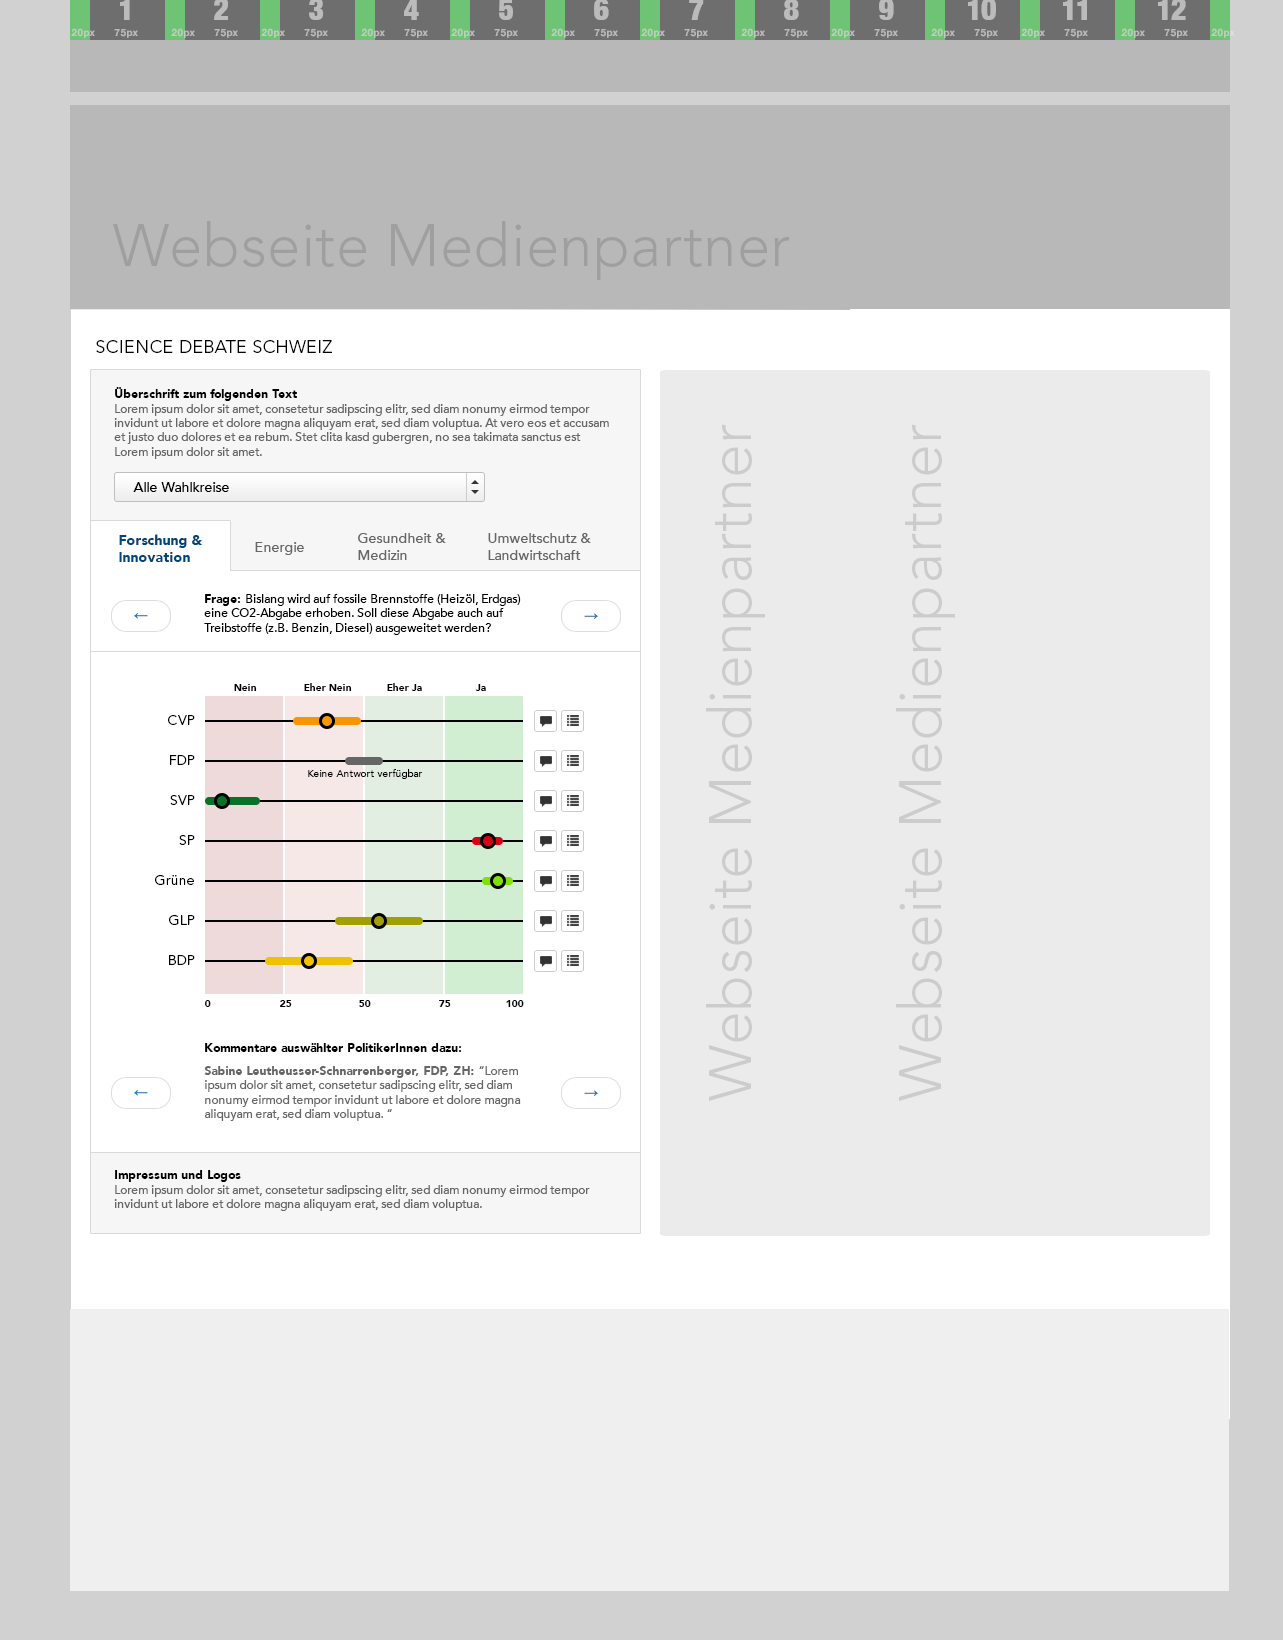 1 2 3 4 5 6 7 8 9 10 11 12
20px 75px 20px 75px 20px 75px 20px 75px 20px 75px 20px 75px 20px 75px 20px 75px 20px 75px 20px 75px 20px 75px 20px 75px 20px
Webseite Medienpartner
SCIENCE DEBATE SCHWEIZ
Überschrift zum folgenden Text
Lorem ipsum dolor sit amet, consetetur sadipscing elitr, sed diam nonumy eirmod tempor
invidunt ut labore et dolore magna aliquyam erat, sed diam voluptua. At vero eos et accusam
et justo duo dolores et ea rebum. Stet clita kasd gubergren, no sea takimata sanctus est
Lorem ipsum dolor sit amet.
Alle Wahlkreise
Forschung &
Innovation
Energie
Gesundheit &
Medizin
Umweltschutz &
Landwirtschaft
←
Frage: Bislang wird auf fossile Brennstoffe (Heizöl, Erdgas)
eine CO2-Abgabe erhoben. Soll diese Abgabe auch auf
Treibstoffe (z.B. Benzin, Diesel) ausgeweitet werden?
→
Nein Eher Nein Eher Ja Ja
CVP
FDP
Keine Antwort verfügbar
SVP
SP
Grüne
GLP
BDP
0 25 50 75 100
Kommentare auswählter PolitikerInnen dazu:
←
Sabine Leutheusser-Schnarrenberger, FDP, ZH: “Lorem
ipsum dolor sit amet, consetetur sadipscing elitr, sed diam
nonumy eirmod tempor invidunt ut labore et dolore magna
aliquyam erat, sed diam voluptua. “
→
Impressum und Logos
Lorem ipsum dolor sit amet, consetetur sadipscing elitr, sed diam nonumy eirmod tempor
invidunt ut labore et dolore magna aliquyam erat, sed diam voluptua.
Webseite Medienpartner
Webseite Medienpartner